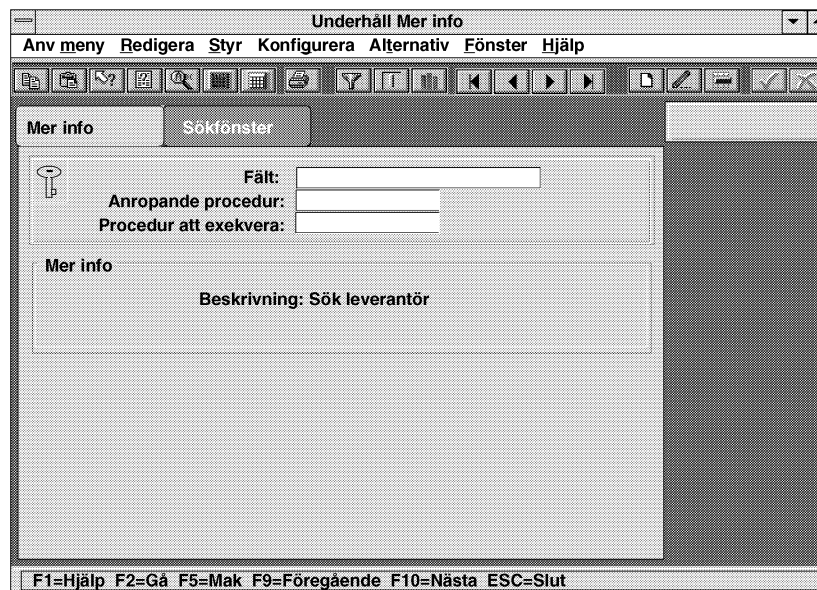 Underhåll Mer info
Anv meny Redigera Styr Konfigurera Alternativ Fönster Hjälp
Mer info Sökfönster
Fält:
Anropande procedur:
Procedur att exekvera:
Mer info
Beskrivning: Sök leverantör
F1=Hjälp F2=Gå F5=Mak F9=Föregående F10=Nästa ESC=Slut